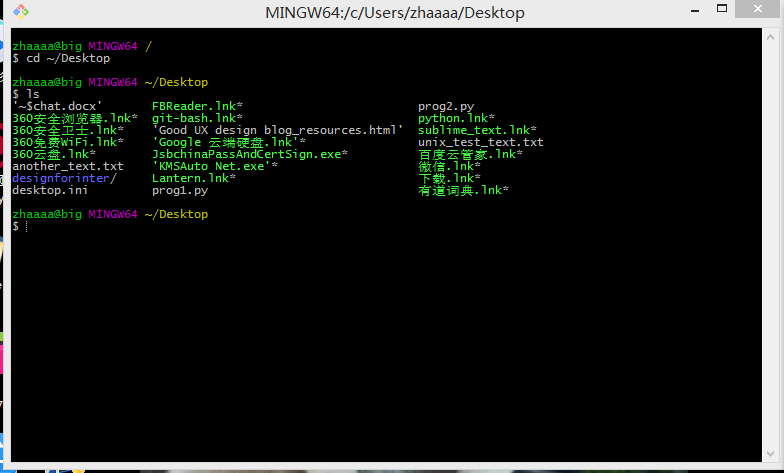 MINGW64:/c/Users/zhaaaa/Desktop
zhaaaa@big MINGW64 /
$ cd ~/Desktop
zhaaaa@big MINGW64 ~/Desktop
$ ls
'~$chat.docx' FBReader.lnk* prog2.py
360安全浏览器.lnk* git-bash.lnk* python.lnk*
360安全卫士.lnk* 'Good UX design blog_resources.html' sublime_text.lnk*
360免费WiFi.lnk* 'Google 云端硬盘.lnk'* unix_test_text.txt
360云盘.lnk* JsbchinaPassAndCertSign.exe* 百度云管家.lnk*
another_text.txt 'KMSAuto Net.exe'* 微信.lnk*
designforinter/ Lantern.lnk* 下载.lnk*
desktop.ini prog1.py 有道词典.lnk*
zhaaaa@big MINGW64 ~/Desktop
$